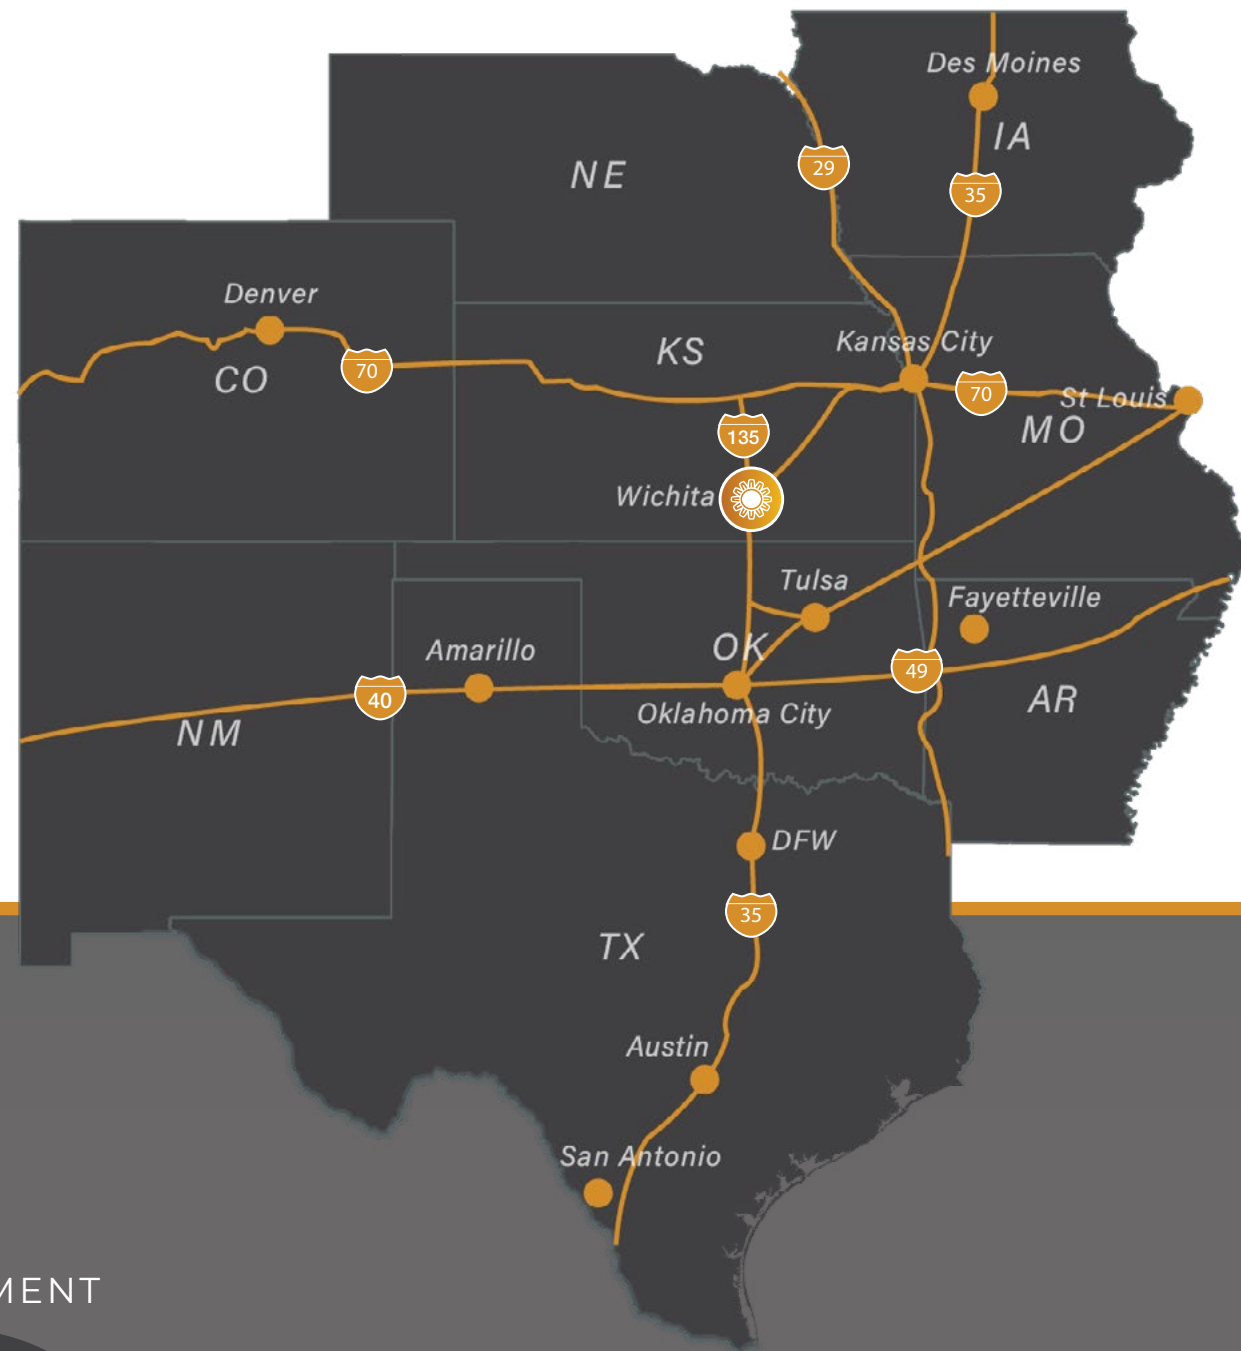 Des Moines
IA
29
NE
35
Denver
Kansas City
KS
70
CO
70
St Louis
MO
135
Wichita
Tulsa
Fayetteville
OK
Amarillo
49
40
AR
Oklahoma City
NM
DFW
35
TX
Austin
San Antonio
MENT